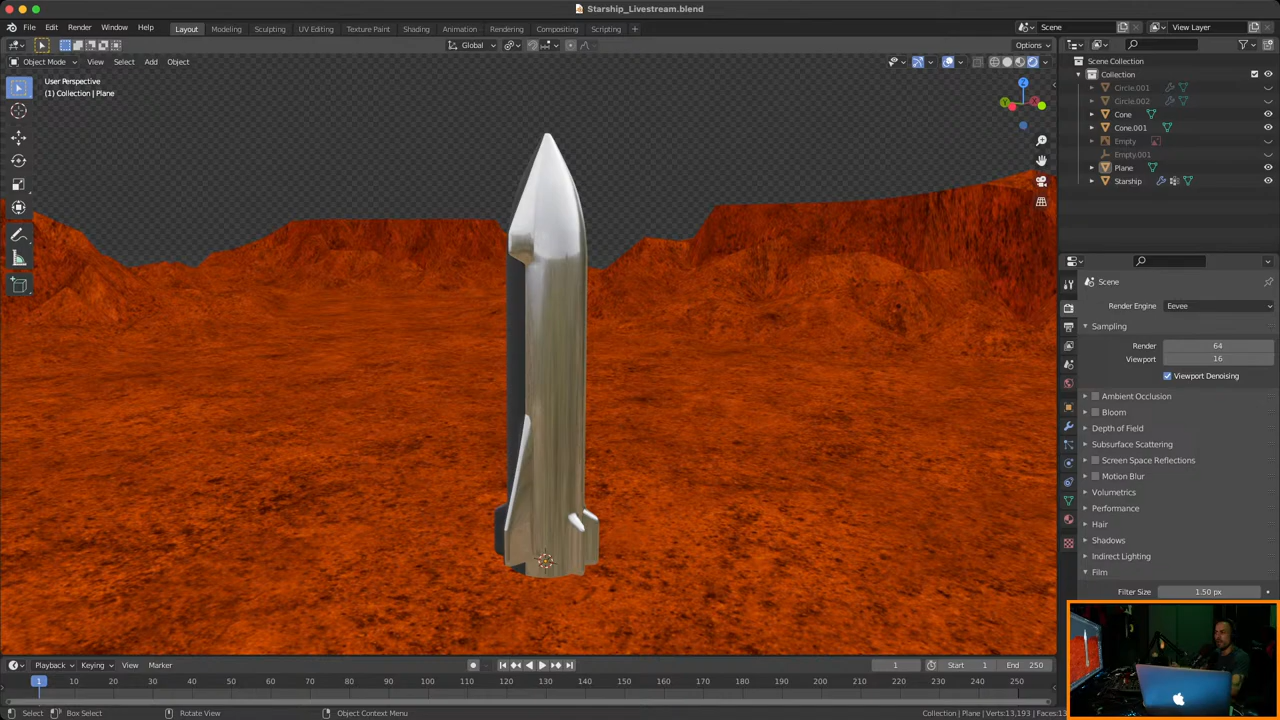 Starship_Livestream.blend
File Edit Render Window Help
Layout Modeling Sculpting UV Editing Texture Paint Shading Animation Rendering Compositing Scripting +
Scene
View Layer
Global
Options
Object Mode View Select Add Object
User Perspective
(1) Collection | Plane
Z
Y
Scene Collection
Collection
Circle.001
Circle.002
Cone
Cone.001
Empty
Empty.001
Plane
Starship
Scene
Render Engine Eevee
Sampling
Render 64
Viewport 16
Viewport Denoising
Ambient Occlusion
Bloom
Depth of Field
Subsurface Scattering
Screen Space Reflections
Motion Blur
Volumetrics
Performance
Hair
Shadows
Indirect Lighting
Film
Filter Size 1.50 px
Playback Keying View Marker
1 Start 1 End 250
1 10 20 30 40 50 60 70 80 90 100 110 120 130 140 150 160 170 180 190 200 210 220 230 240 250
Select Box Select Rotate View Object Context Menu
Collection | Plane | Verts:13,193 | Faces:13